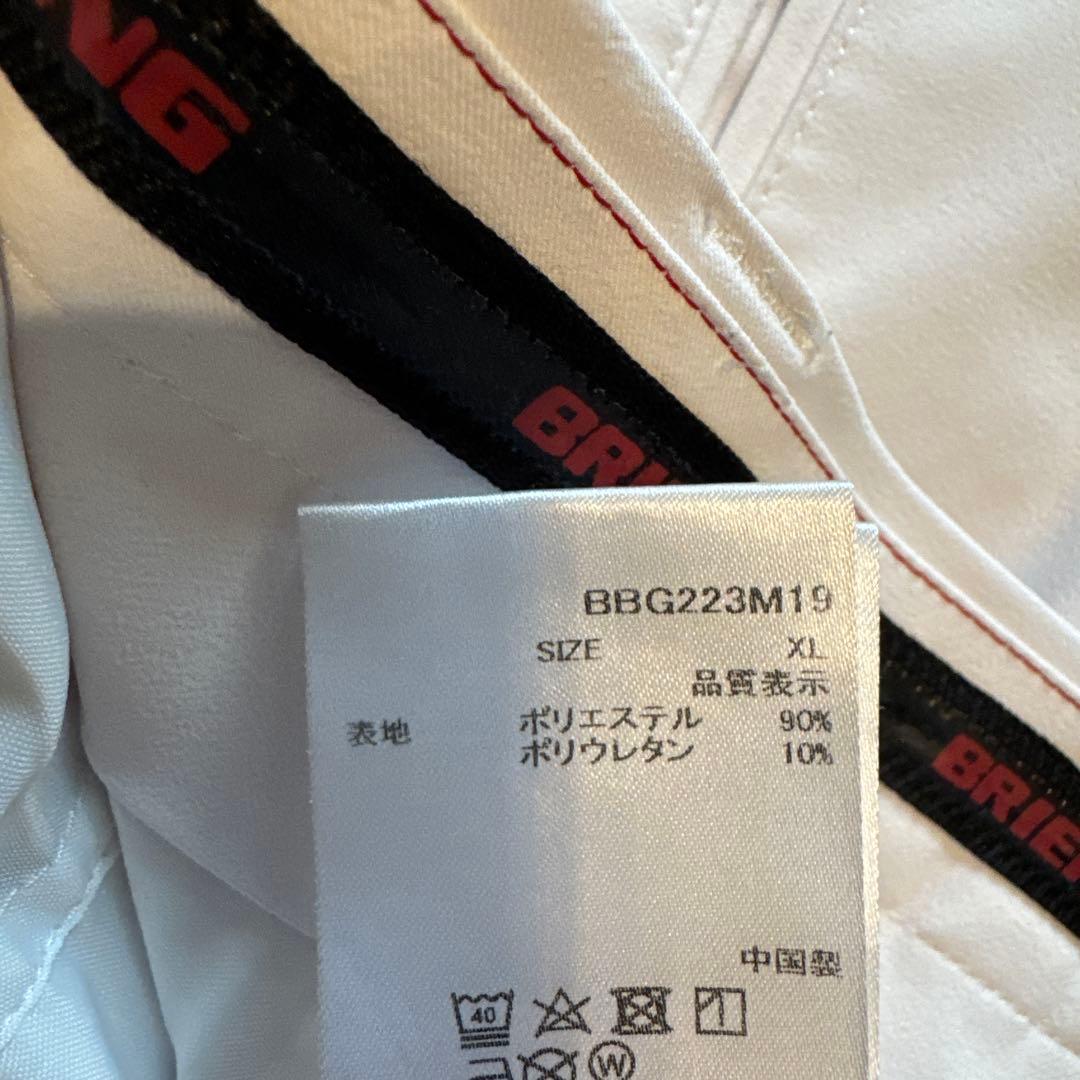 NG
BRIE
BBG223M19
SIZE XL
品質表示
表地 ポリエステル 90%
ポリウレタン 10%
BRIE
中国製
40
W